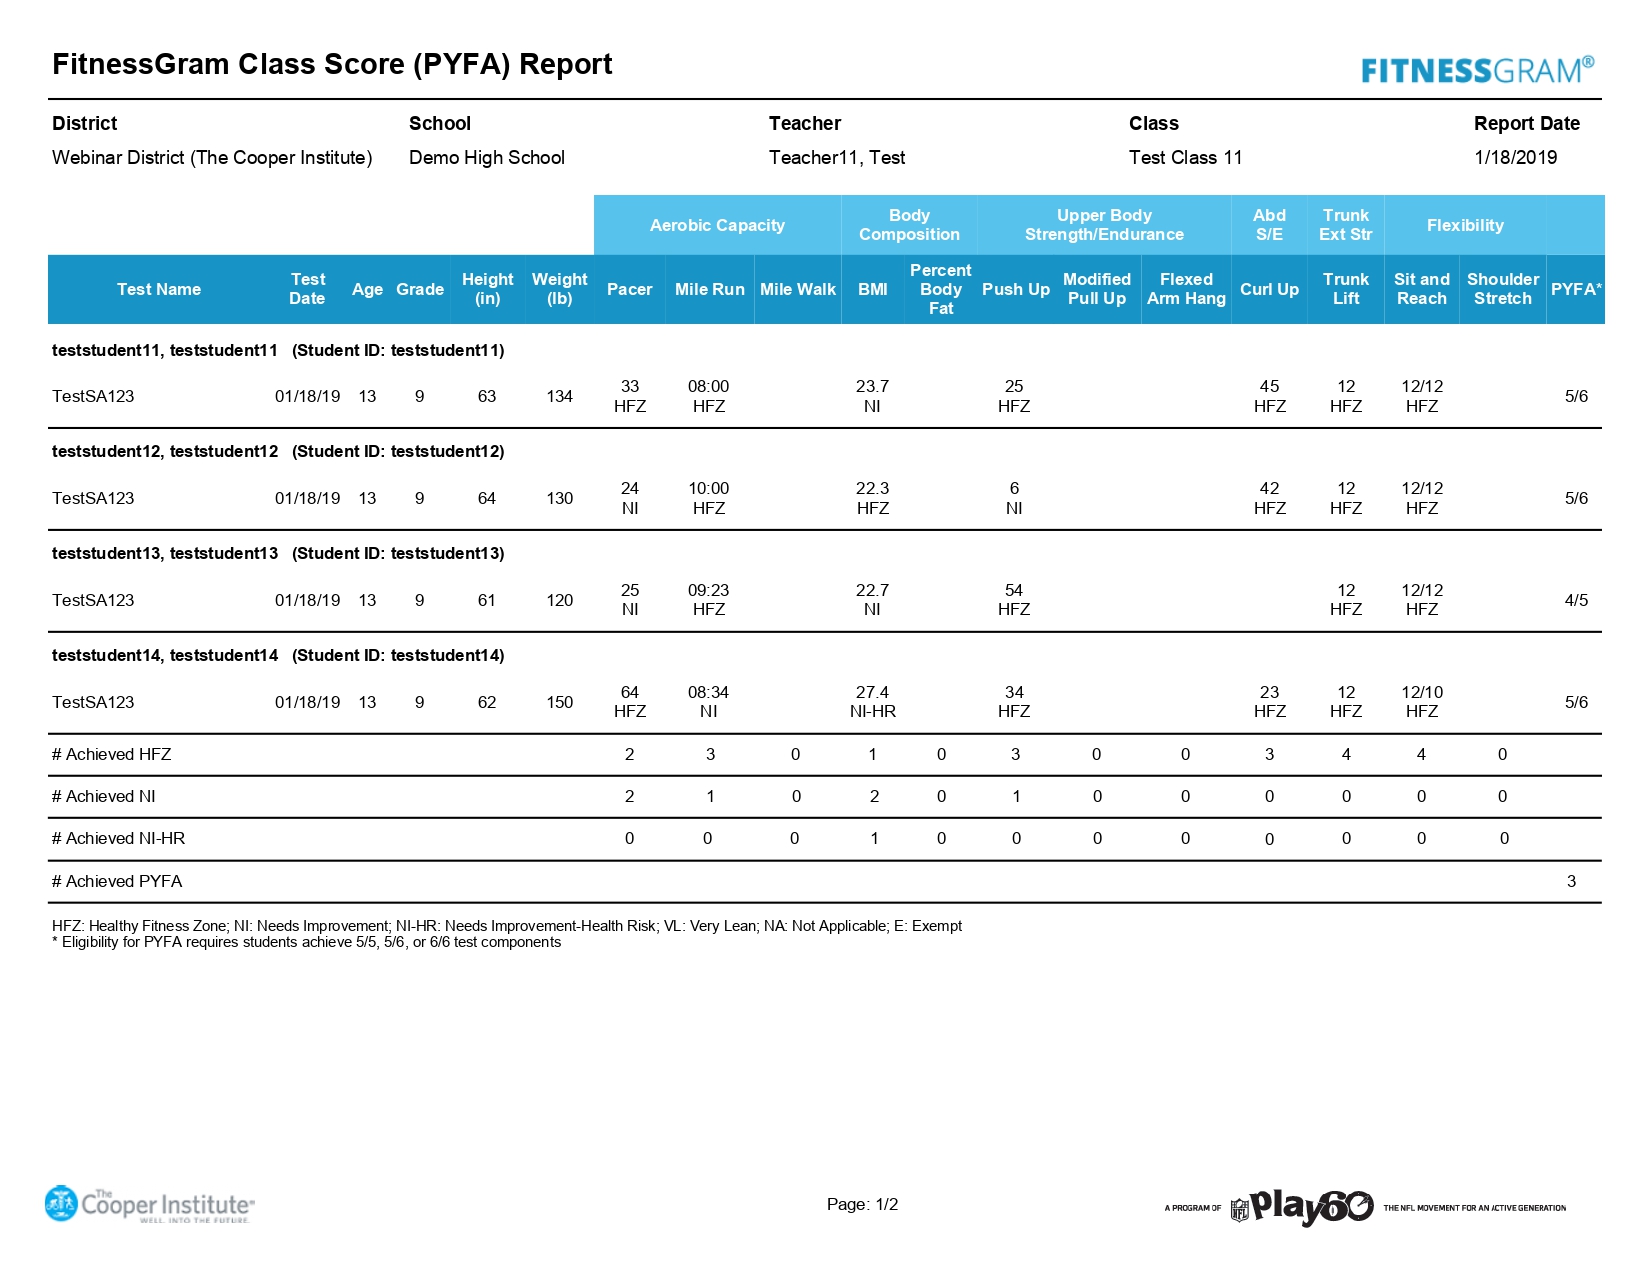 FitnessGram Class Score (PYFA) Report
FITNESSGRAM®
District School Teacher Class Report Date
Webinar District (The Cooper Institute) Demo High School Teacher11, Test Test Class 11 1/18/2019
Aerobic Capacity Body Composition Upper Body Strength/Endurance Abd S/E Trunk Ext Str Flexibility
Test Name Test Date Age Grade Height (in) Weight (lb) Pacer Mile Run Mile Walk BMI Percent Body Fat Push Up Modified Pull Up Flexed Arm Hang Curl Up Trunk Lift Sit and Reach Shoulder Stretch PYFA*
teststudent11, teststudent11 (Student ID: teststudent11)
TestSA123 01/18/19 13 9 63 134 33 HFZ 08:00 HFZ 23.7 NI 25 HFZ 45 HFZ 12 HFZ 12/12 HFZ 5/6
teststudent12, teststudent12 (Student ID: teststudent12)
TestSA123 01/18/19 13 9 64 130 24 NI 10:00 HFZ 22.3 HFZ 6 NI 42 HFZ 12 HFZ 12/12 HFZ 5/6
teststudent13, teststudent13 (Student ID: teststudent13)
TestSA123 01/18/19 13 9 61 120 25 NI 09:23 HFZ 22.7 NI 54 HFZ 12 HFZ 12/12 HFZ 4/5
teststudent14, teststudent14 (Student ID: teststudent14)
TestSA123 01/18/19 13 9 62 150 64 HFZ 08:34 NI 27.4 NI-HR 34 HFZ 23 HFZ 12 HFZ 12/10 HFZ 5/6
# Achieved HFZ 2 3 0 1 0 3 0 0 3 4 4 0
# Achieved NI 2 1 0 2 0 1 0 0 0 0 0 0
# Achieved NI-HR 0 0 0 1 0 0 0 0 0 0 0 0
# Achieved PYFA 3
HFZ: Healthy Fitness Zone; NI: Needs Improvement; NI-HR: Needs Improvement-Health Risk; VL: Very Lean; NA: Not Applicable; E: Exempt
* Eligibility for PYFA requires students achieve 5/5, 5/6, or 6/6 test components
The
Cooper Institute
WELL. INTO THE FUTURE.
Page: 1/2
A PROGRAM OF NFL play60 THE NFL MOVEMENT FOR AN ACTIVE GENERATION